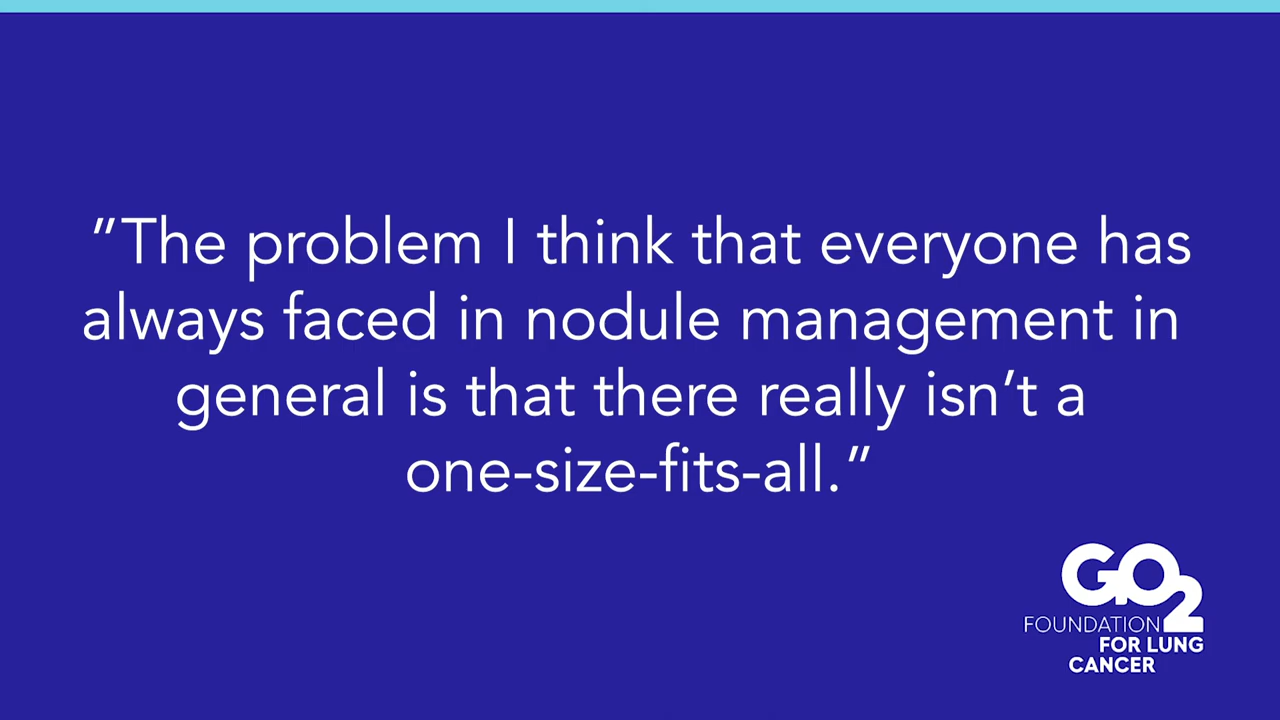 "The problem I think that everyone has
always faced in nodule management in
general is that there really isn't a
one-size-fits-all."
GO2
FOUNDATION
FOR LUNG
CANCER